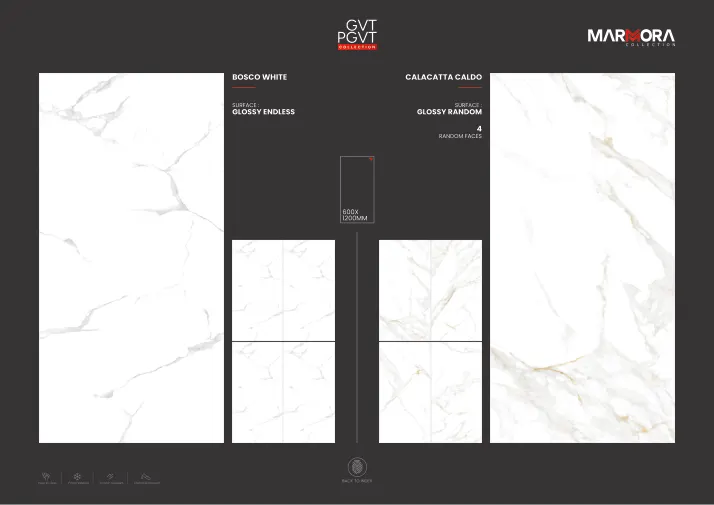 GVT
PGVT
COLLECTION
MARMORA
COLLECTION
BOSCO WHITE
SURFACE :
GLOSSY ENDLESS
CALACATTA CALDO
SURFACE :
GLOSSY RANDOM
4
RANDOM FACES
600X
1200MM
BACK TO INDEX